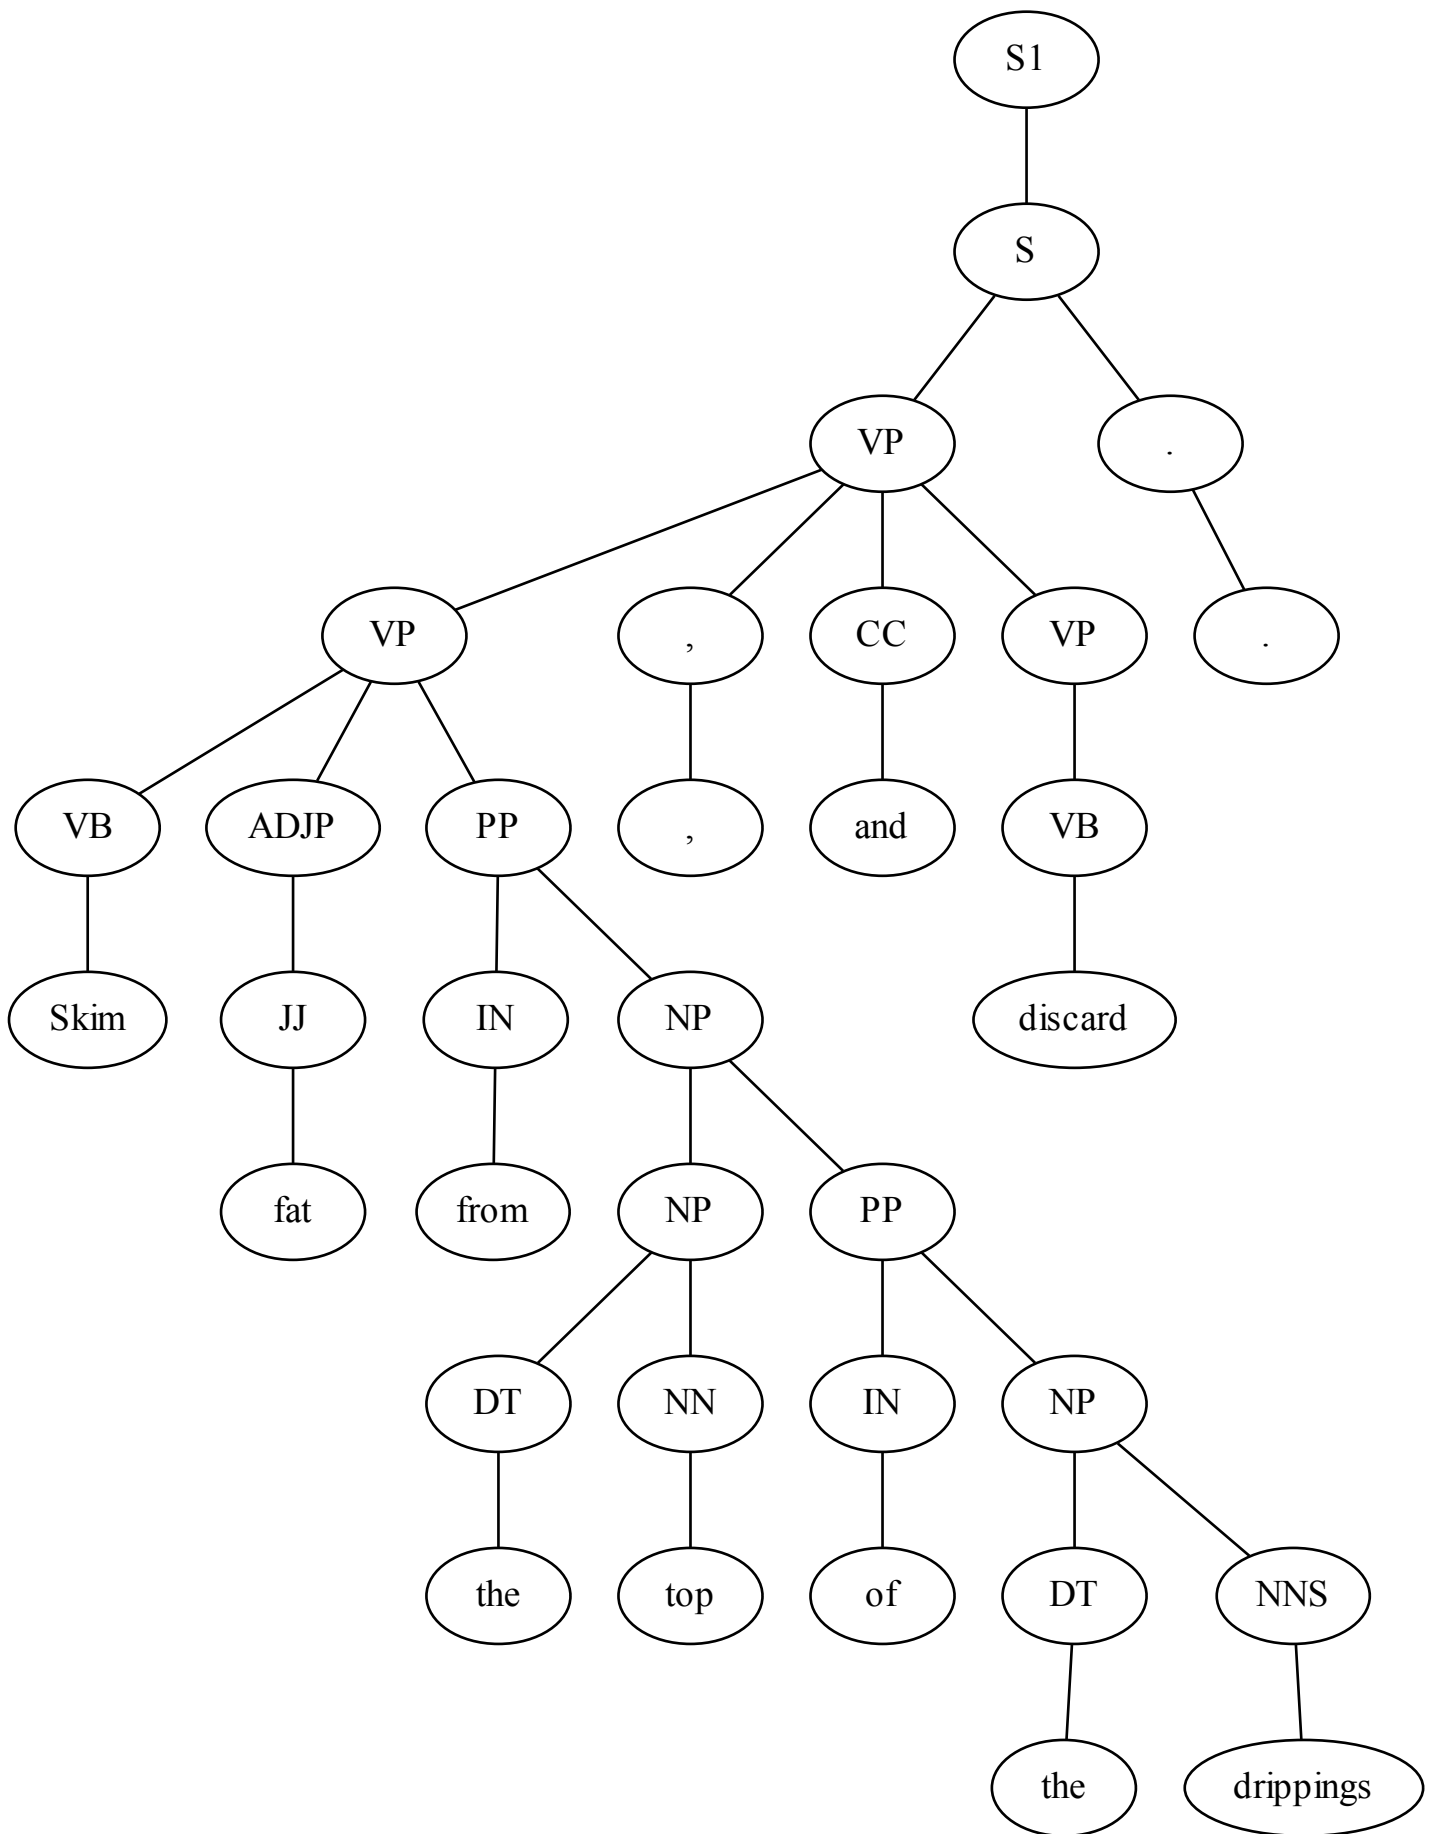 S1
S
VP .
VP , CC VP .
VB ADJP PP , and VB
Skim JJ IN NP discard
fat from NP PP
DT NN IN NP
the top of DT NNS
the drippings